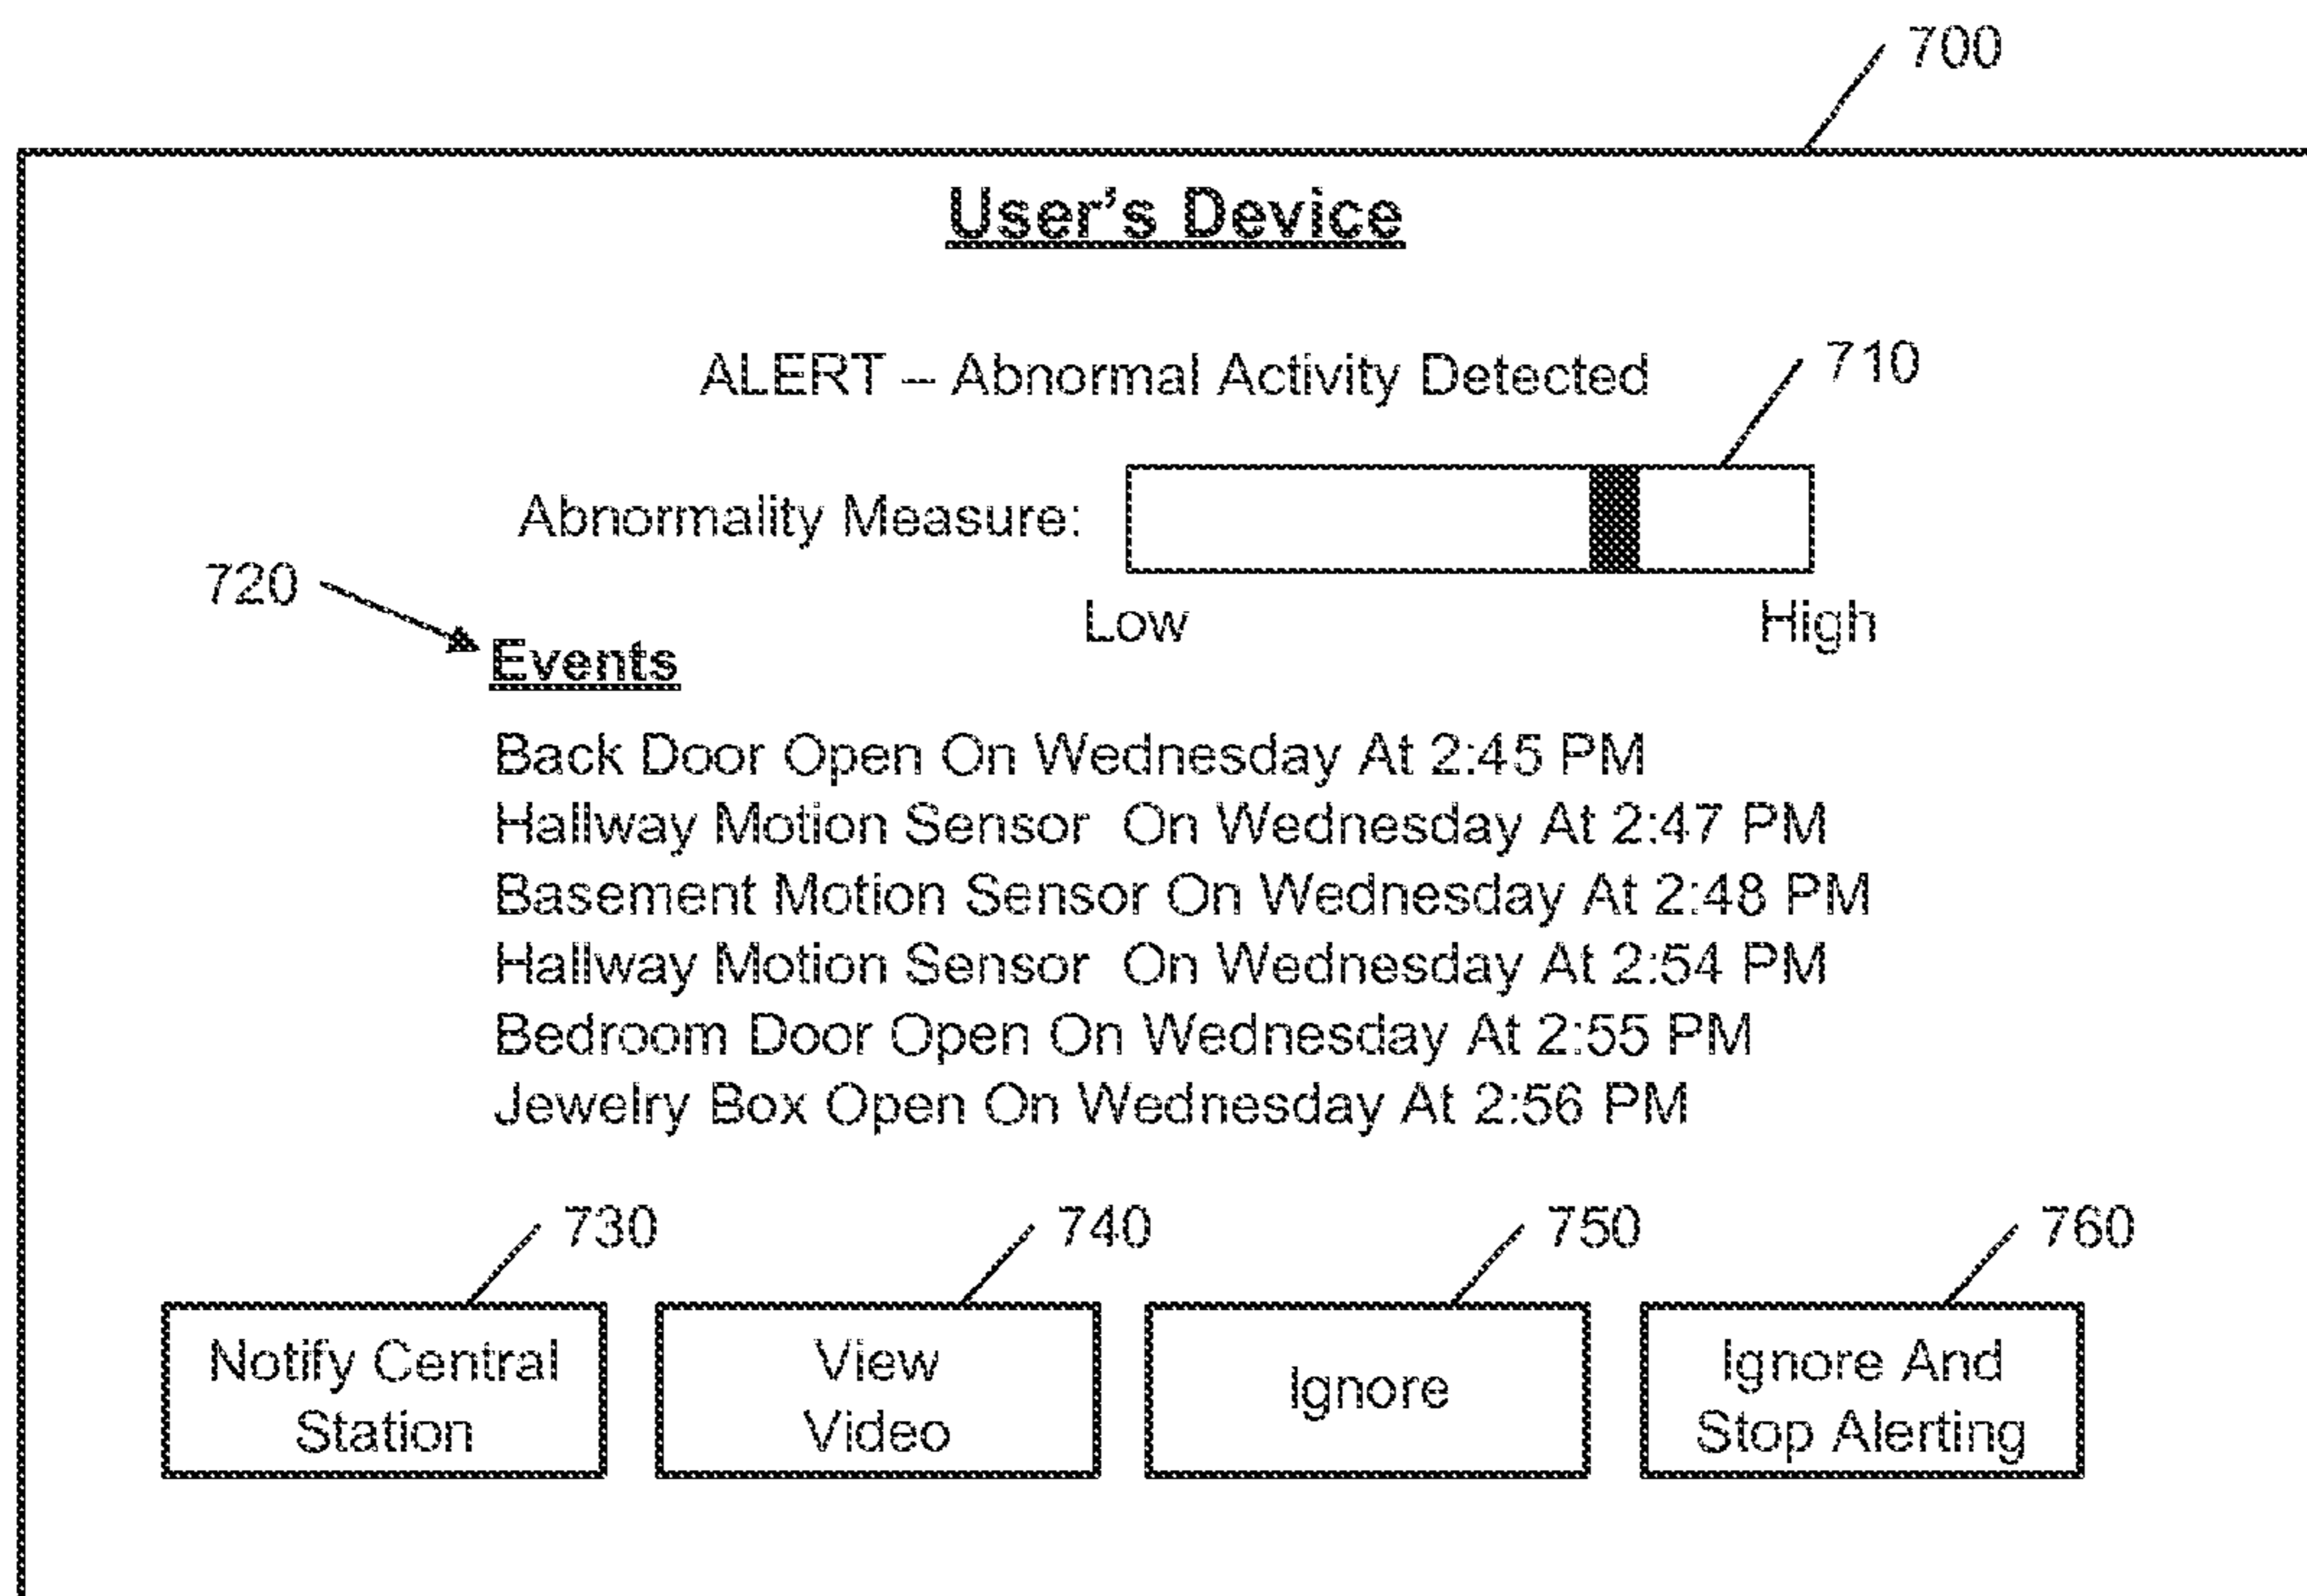 700
User's Device
ALERT – Abnormal Activity Detected
710
Abnormality Measure:
Low
High
720
Events
Back Door Open On Wednesday At 2:45 PM
Hallway Motion Sensor On Wednesday At 2:47 PM
Basement Motion Sensor On Wednesday At 2:48 PM
Hallway Motion Sensor On Wednesday At 2:54 PM
Bedroom Door Open On Wednesday At 2:55 PM
Jewelry Box Open On Wednesday At 2:56 PM
730
740
750
760
Notify Central
Station
View
Video
Ignore
Ignore And
Stop Alerting